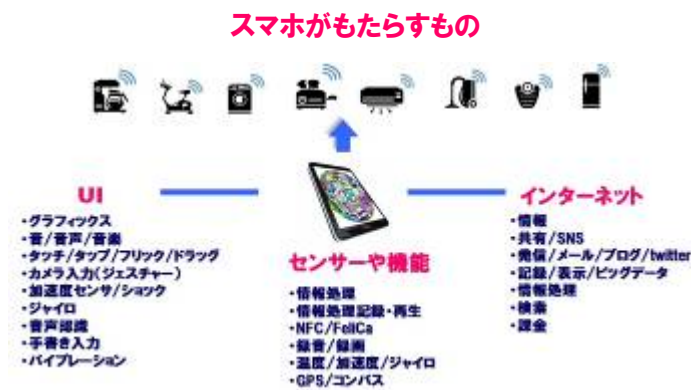 スマホがもたらすもの
UI
・グラフィックス
・音/音声/音楽
・タッチ/タップ/フリック/ドラッグ
・カメラ入力(ジェスチャー)
・加速度センサ/ショック
・ジャイロ
・音声認識
・手書き入力
・バイブレーション
センサーや機能
・情報処理
・情報処理記録・再生
・NFC/FeliCa
・録音/録画
・温度/加速度/ジャイロ
・GPS/コンパス
インターネット
・情報
・共有/SNS
・発信/メール/ブログ/twitter
・記録/表示/ビッグデータ
・情報処理
・検索
・課金